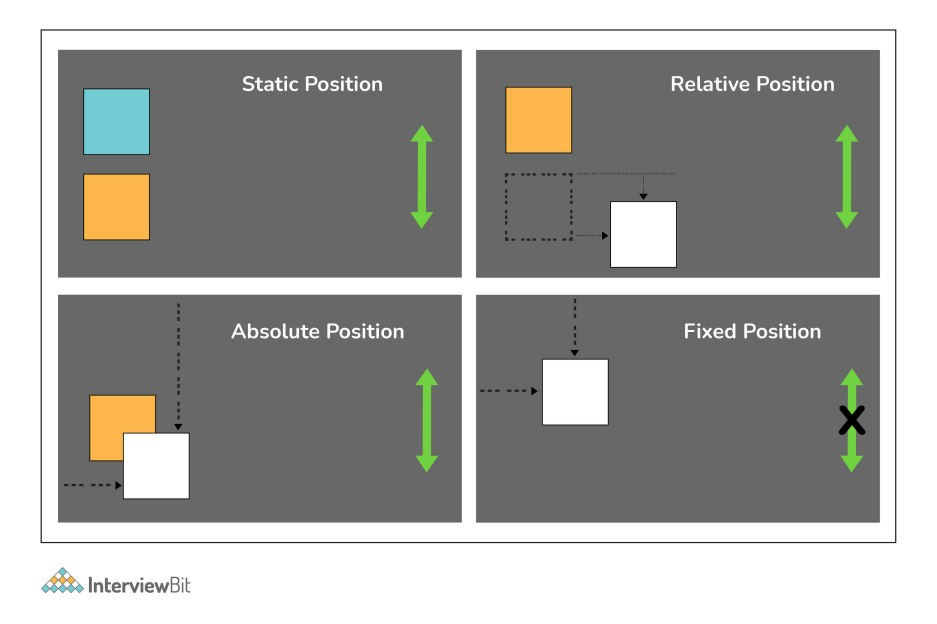 Static Position
Relative Position
Absolute Position
Fixed Position
InterviewBit